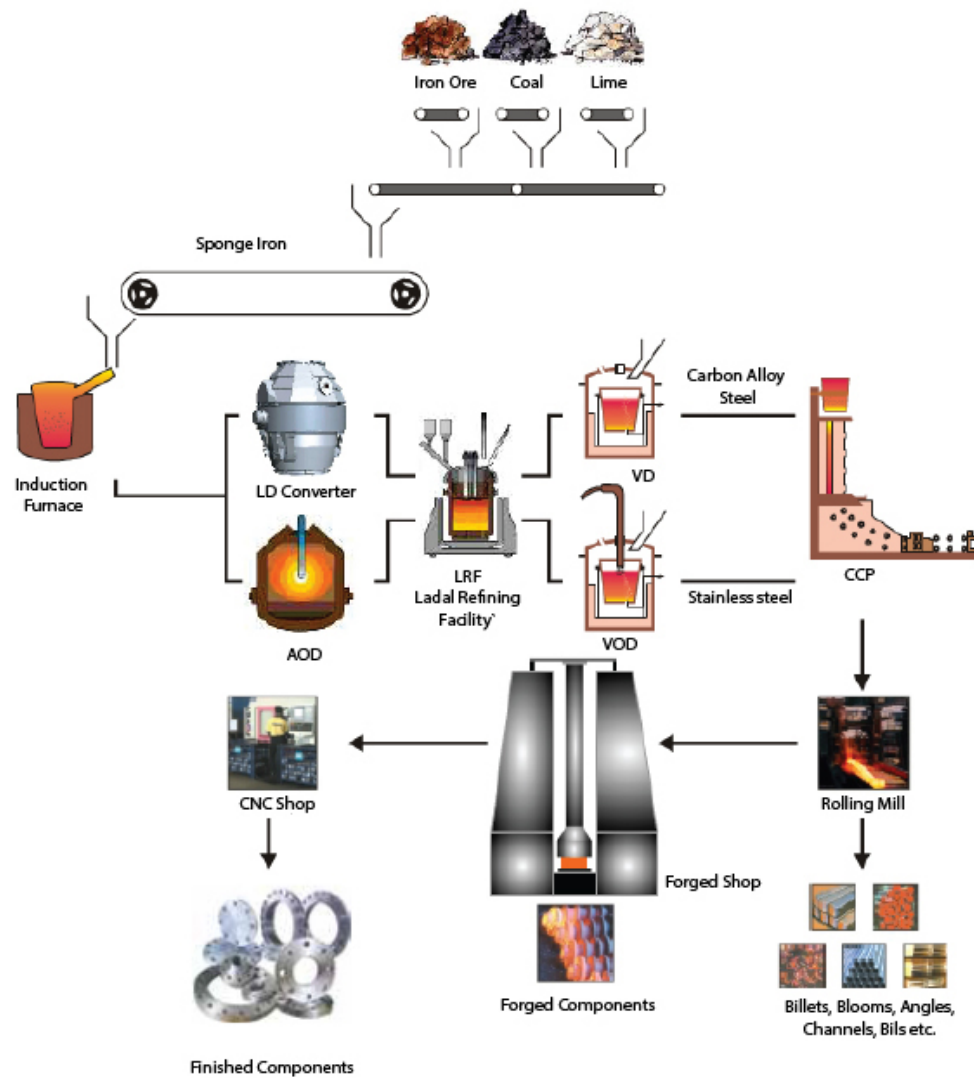 Iron Ore
Coal
Lime
Sponge Iron
Induction
Furnace
LD Converter
AOD
LRF
Ladal Refining
Facility`
VD
VOD
Carbon Alloy
Steel
Stainless steel
CCP
CNC Shop
Rolling Mill
Forged Shop
Forged Components
Billets, Blooms, Angles,
Channels, Bils etc.
Finished Components